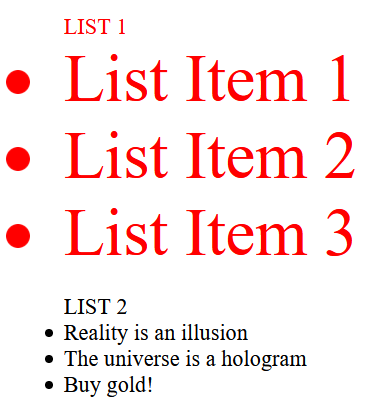 LIST 1
• List Item 1
• List Item 2
• List Item 3
LIST 2
• Reality is an illusion
• The universe is a hologram
• Buy gold!